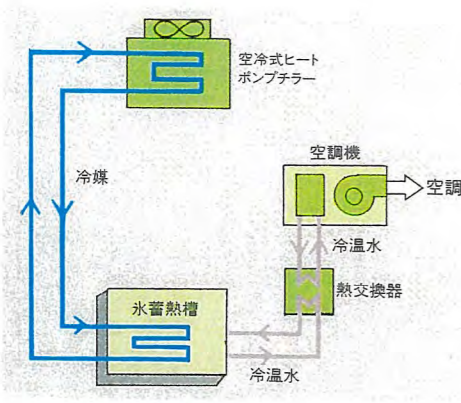 空冷式ヒート
ポンプチラー
空調機
空調
冷媒
冷温水
熱交換器
氷蓄熱槽
冷温水